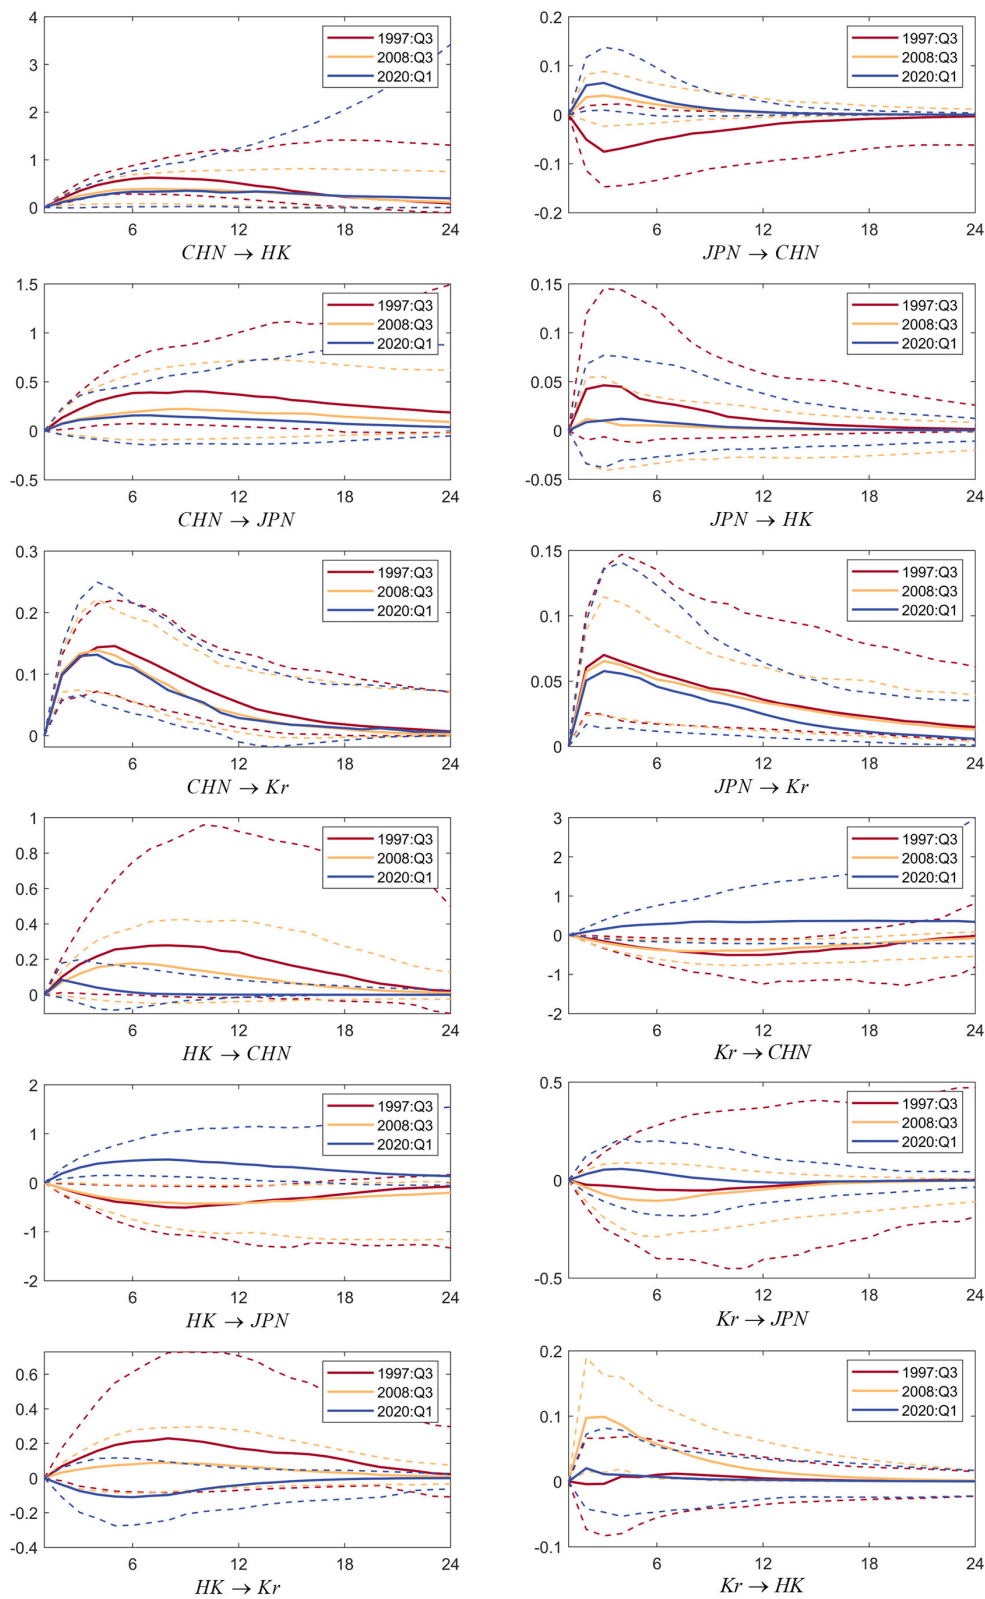 4
3
2
1
0
1997:Q3
2008:Q3
2020:Q1
6 12 18 24
CHN → HK
0.2
0.1
0
-0.1
-0.2
1997:Q3
2008:Q3
2020:Q1
6 12 18 24
JPN → CHN
1.5
1
0.5
0
-0.5
1997:Q3
2008:Q3
2020:Q1
6 12 18 24
CHN → JPN
0.15
0.1
0.05
0
-0.05
1997:Q3
2008:Q3
2020:Q1
6 12 18 24
JPN → HK
0.3
0.2
0.1
0
1997:Q3
2008:Q3
2020:Q1
6 12 18 24
CHN → Kr
0.15
0.1
0.05
0
1997:Q3
2008:Q3
2020:Q1
6 12 18 24
JPN → Kr
1
0.8
0.6
0.4
0.2
0
1997:Q3
2008:Q3
2020:Q1
6 12 18 24
HK → CHN
3
2
1
0
-1
-2
1997:Q3
2008:Q3
2020:Q1
6 12 18 24
Kr → CHN
2
1
0
-1
-2
1997:Q3
2008:Q3
2020:Q1
6 12 18 24
HK → JPN
0.5
0
-0.5
1997:Q3
2008:Q3
2020:Q1
6 12 18 24
Kr → JPN
0.6
0.4
0.2
0
-0.2
-0.4
1997:Q3
2008:Q3
2020:Q1
6 12 18 24
HK → Kr
0.2
0.1
0
-0.1
1997:Q3
2008:Q3
2020:Q1
6 12 18 24
Kr → HK